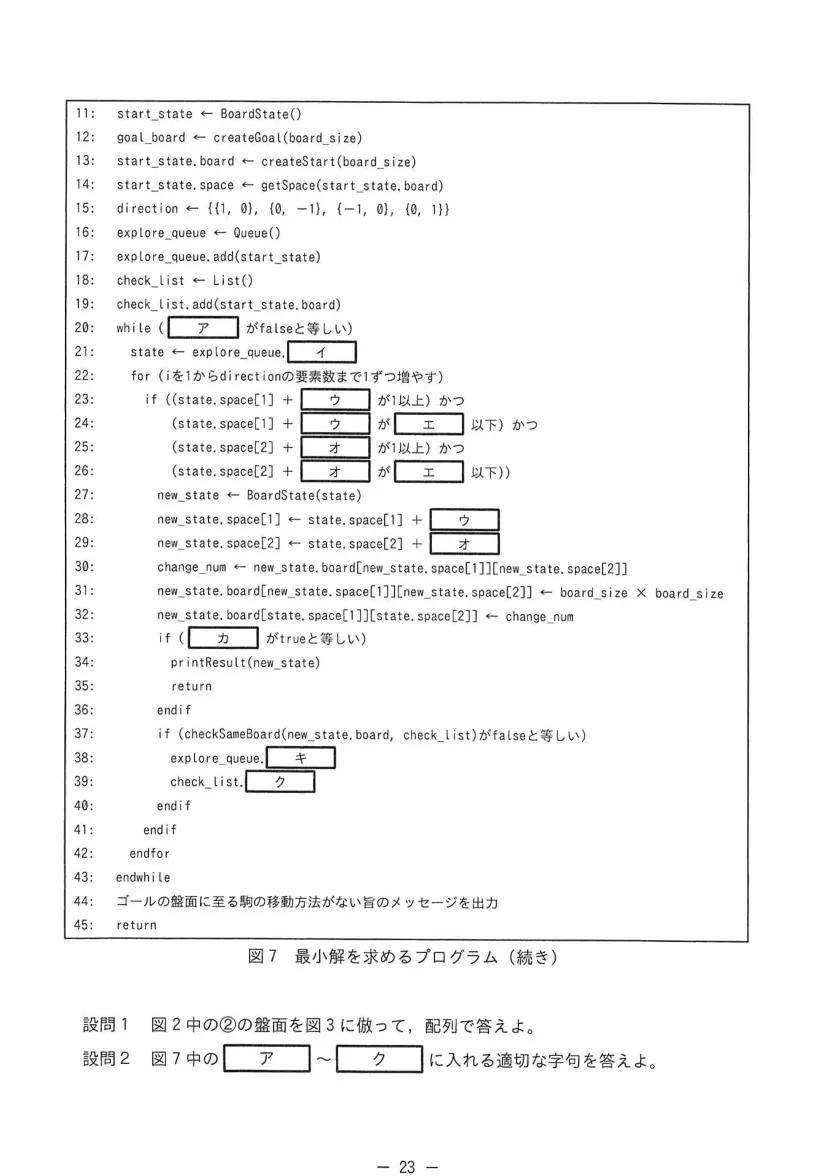 11: start_state ← BoardState()
12: goal_board ← createGoal(board_size)
13: start_state.board ← createStart(board_size)
14: start_state.space ← getSpace(start_state.board)
15: direction ← {{1, 0}, {0, −1}, {−1, 0}, {0, 1}}
16: explore_queue ← Queue()
17: explore_queue.add(start_state)
18: check_list ← List()
19: check_list.add(start_state.board)
20: while ( ア がfalseと等しい)
21: state ← explore_queue. イ
22: for (iを1からdirectionの要素数まで1ずつ増やす)
23: if ((state.space[1] + ウ が1以上) かつ
24: (state.space[1] + ウ が エ 以下) かつ
25: (state.space[2] + オ が1以上) かつ
26: (state.space[2] + オ が エ 以下))
27: new_state ← BoardState(state)
28: new_state.space[1] ← state.space[1] + ウ
29: new_state.space[2] ← state.space[2] + オ
30: change_num ← new_state.board[new_state.space[1]][new_state.space[2]]
31: new_state.board[new_state.space[1]][new_state.space[2]] ← board_size × board_size
32: new_state.board[state.space[1]][state.space[2]] ← change_num
33: if ( カ がtrueと等しい)
34: printResult(new_state)
35: return
36: endif
37: if (checkSameBoard(new_state.board, check_list)がfalseと等しい)
38: explore_queue. キ
39: check_list. ク
40: endif
41: endif
42: endfor
43: endwhile
44: ゴールの盤面に至る駒の移動方法がない旨のメッセージを出力
45: return
図7 最小解を求めるプログラム（続き）
設問1 図2中の②の盤面を図3に倣って，配列で答えよ。
設問2 図7中の ア ～ ク に入れる適切な字句を答えよ。
− 23 −